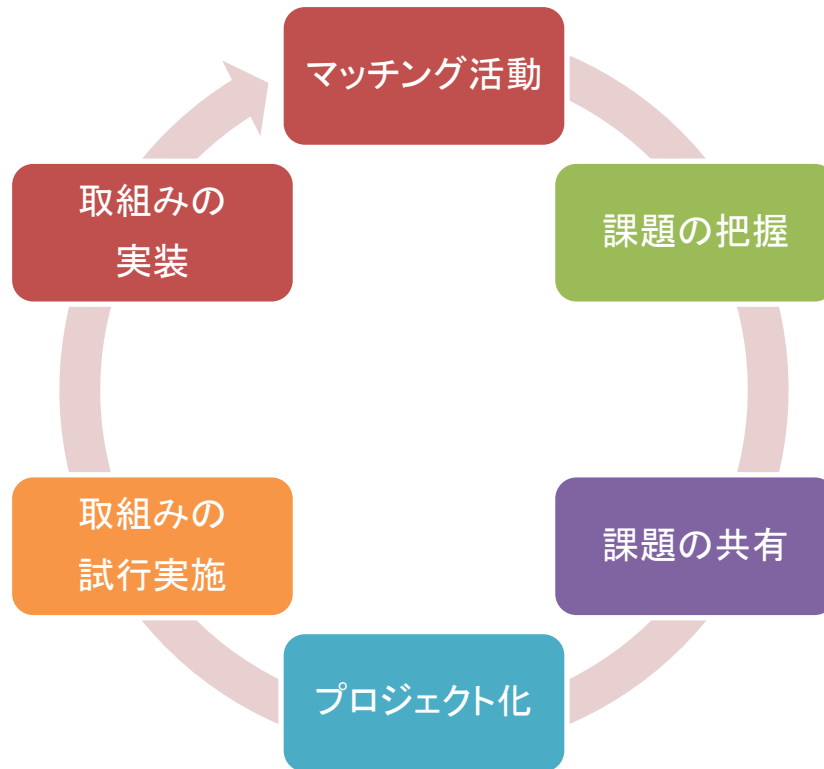 マッチング活動
課題の把握
課題の共有
プロジェクト化
取組みの
試行実施
取組みの
実装